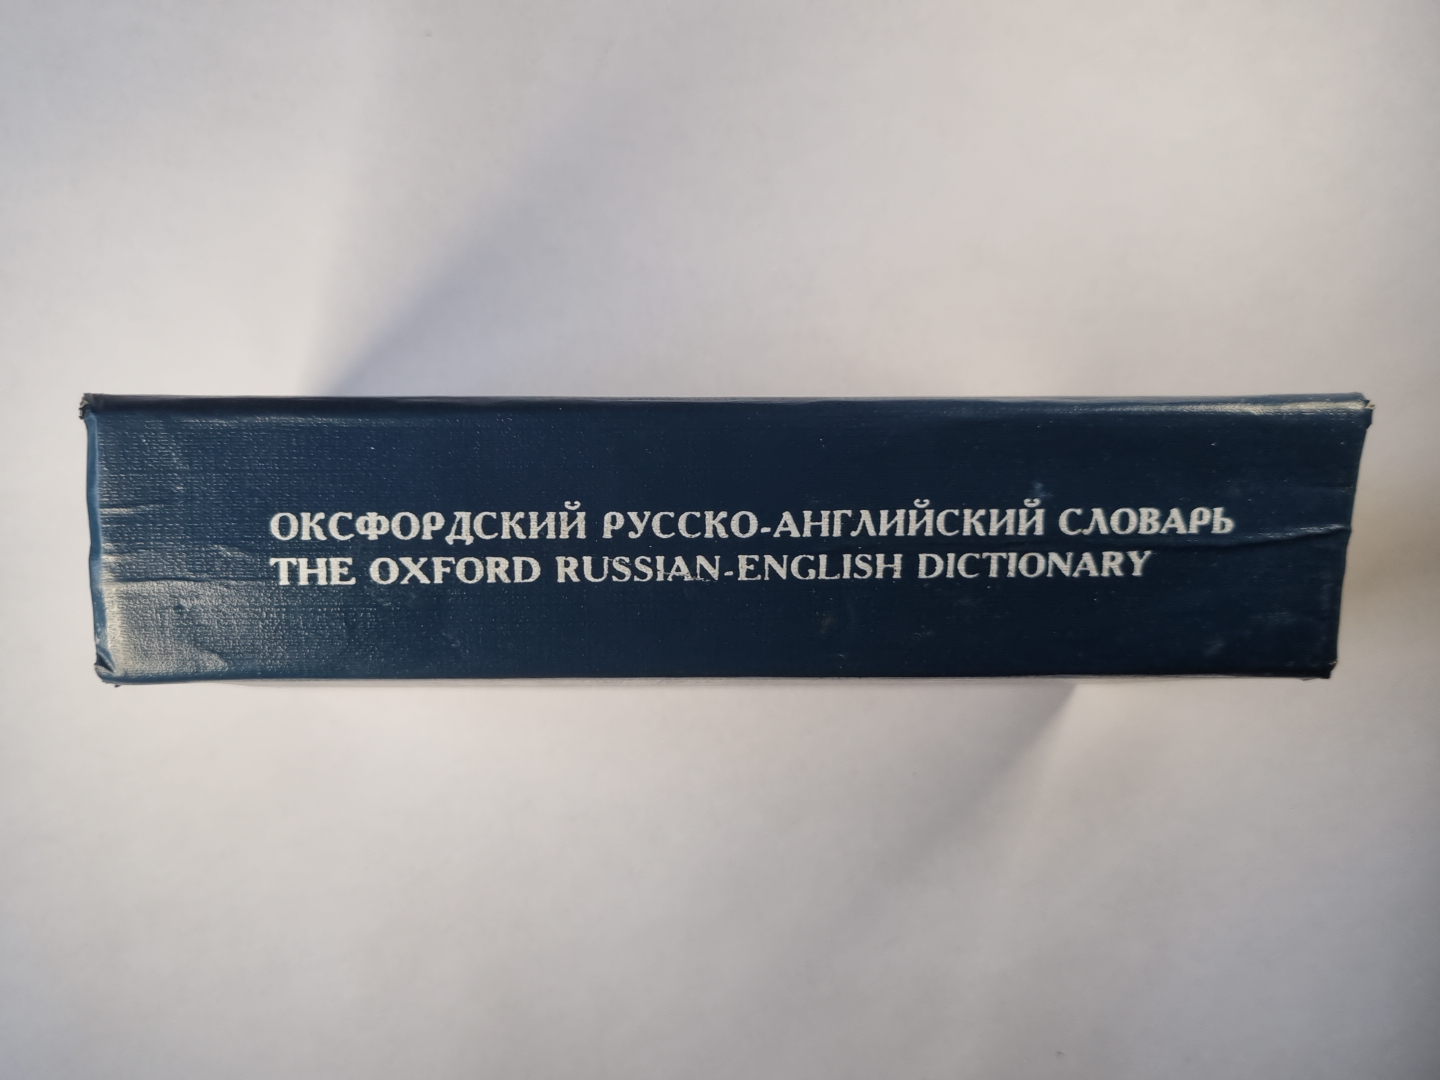 ОКСФОРДСКИЙ РУССКО-АНГЛИЙСКИЙ СЛОВАРЬ
THE OXFORD RUSSIAN-ENGLISH DICTIONARY